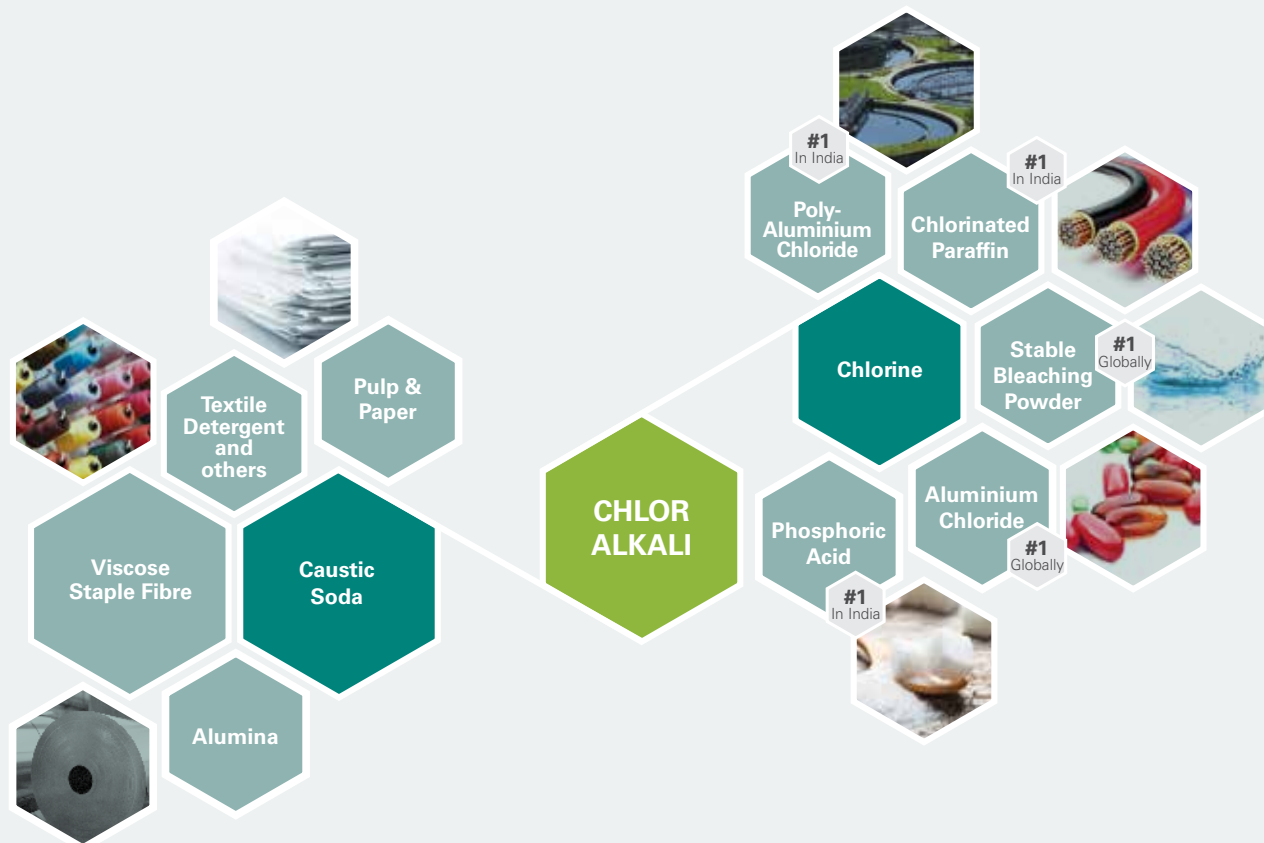 #1
In India
Poly-
Aluminium
Chloride
#1
In India
Chlorinated
Paraffin
Chlorine
Stable
Bleaching
Powder
#1
Globally
Aluminium
Chloride
#1
Globally
Phosphoric
Acid
#1
In India
CHLOR
ALKALI
Pulp &
Paper
Textile
Detergent
and
others
Viscose
Staple Fibre
Caustic
Soda
Alumina